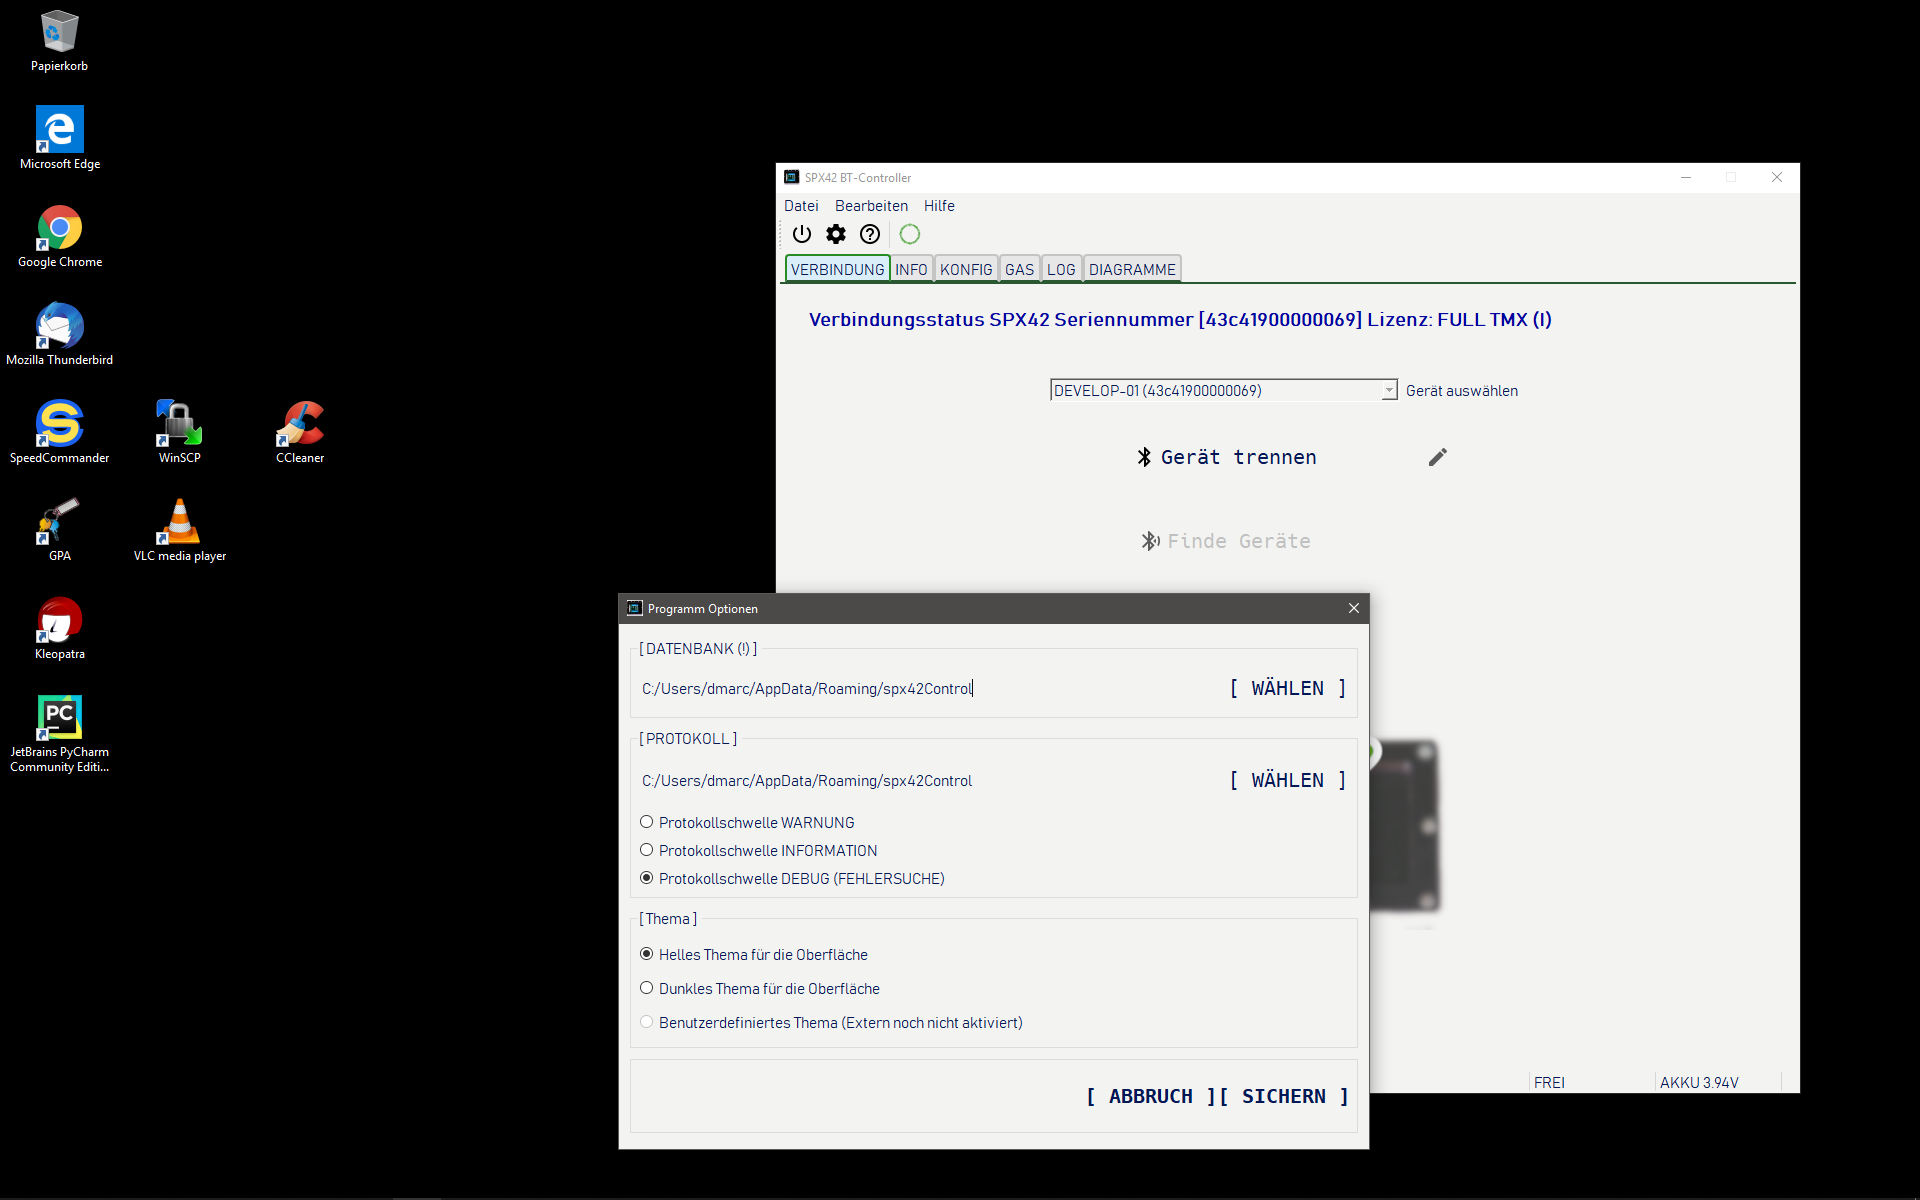 Papierkorb
Microsoft Edge
Google Chrome
Mozilla Thunderbird
SpeedCommander
WinSCP
CCleaner
GPA
VLC media player
Kleopatra
PC
JetBrains PyCharm
Community Editi...
SPX42 BT-Controller
Datei Bearbeiten Hilfe
VERBINDUNG INFO KONFIG GAS LOG DIAGRAMME
Verbindungsstatus SPX42 Seriennummer [43c41900000069] Lizenz: FULL TMX (I)
DEVELOP-01 (43c41900000069) Gerät auswählen
Gerät trennen
Finde Geräte
FREI AKKU 3.94V
Programm Optionen
[ DATENBANK (!) ]
C:/Users/dmarc/AppData/Roaming/spx42Control [ WÄHLEN ]
[ PROTOKOLL ]
C:/Users/dmarc/AppData/Roaming/spx42Control [ WÄHLEN ]
Protokollschwelle WARNUNG
Protokollschwelle INFORMATION
Protokollschwelle DEBUG (FEHLERSUCHE)
[ Thema ]
Helles Thema für die Oberfläche
Dunkles Thema für die Oberfläche
Benutzerdefiniertes Thema (Extern noch nicht aktiviert)
[ ABBRUCH ][ SICHERN ]